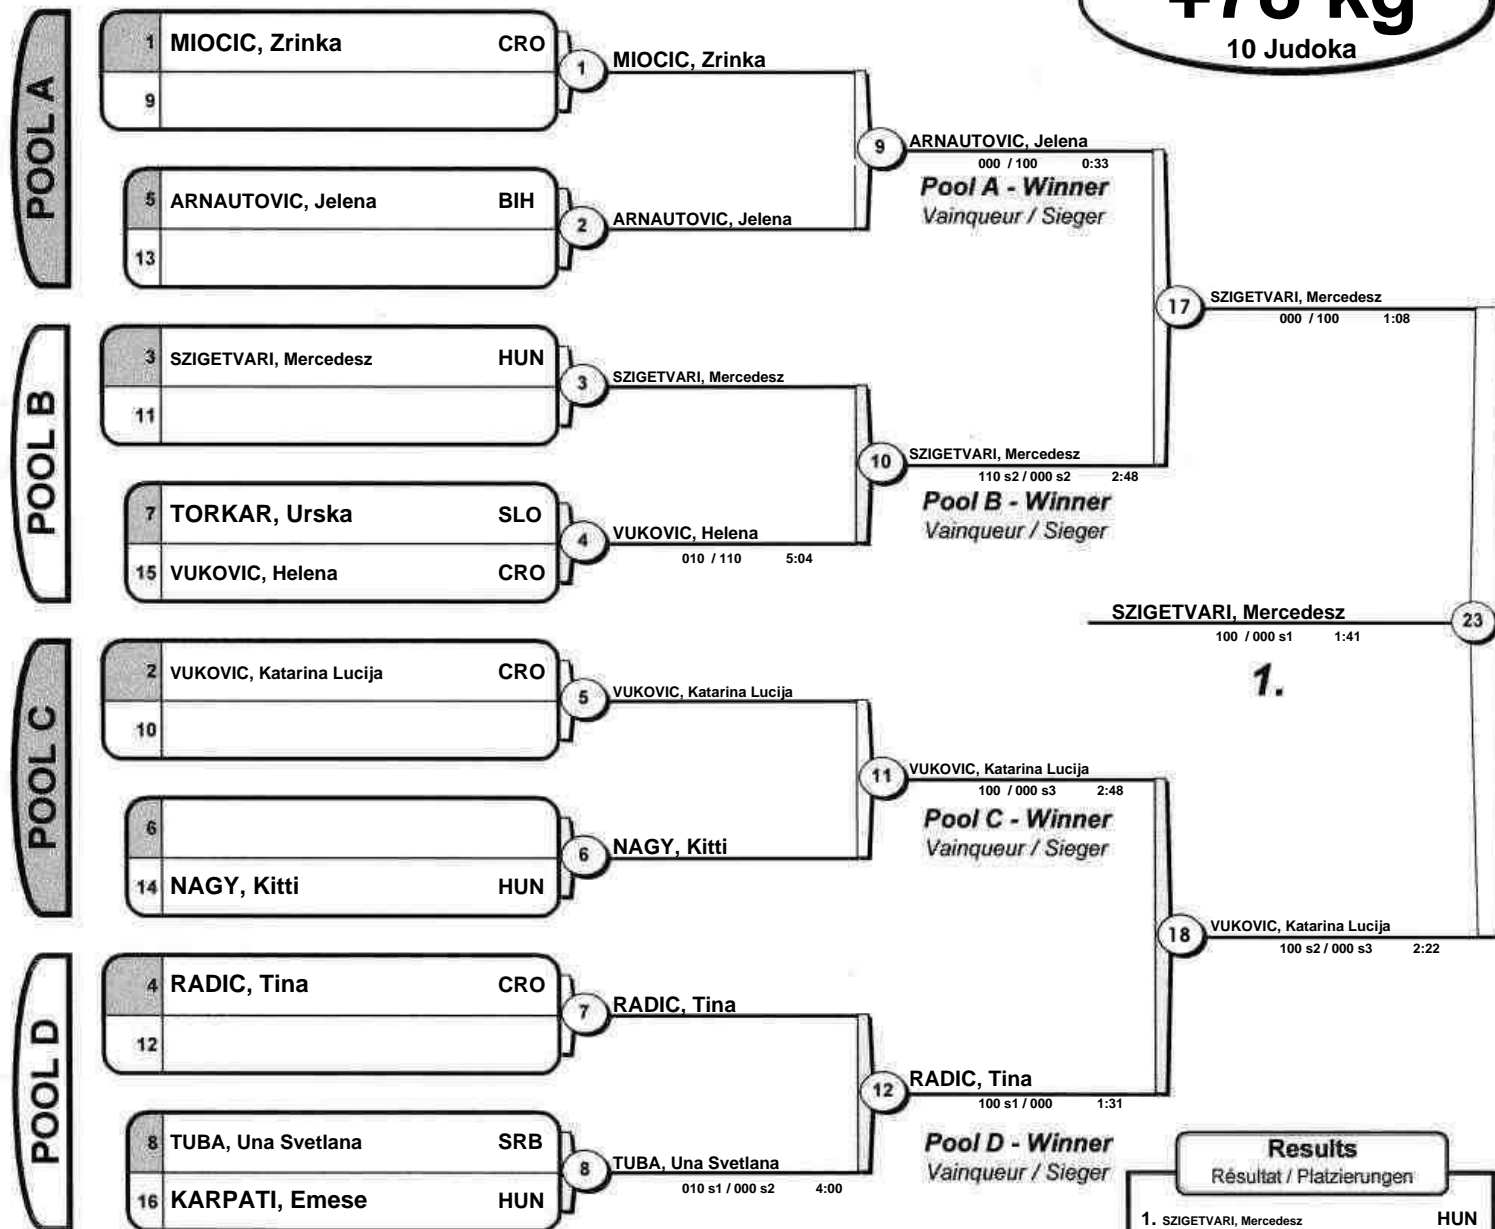 +78 kg
10 Judoka
POOL A
1 MIOCIC, Zrinka CRO
9
1 MIOCIC, Zrinka
5 ARNAUTOVIC, Jelena BIH
13
2 ARNAUTOVIC, Jelena
9 ARNAUTOVIC, Jelena
000 / 100 0:33
Pool A - Winner
Vainqueur / Sieger
POOL B
3 SZIGETVARI, Mercedesz HUN
11
3 SZIGETVARI, Mercedesz
7 TORKAR, Urska SLO
15 VUKOVIC, Helena CRO
4 VUKOVIC, Helena
010 / 110 5:04
10 SZIGETVARI, Mercedesz
110 s2 / 000 s2 2:48
Pool B - Winner
Vainqueur / Sieger
17 SZIGETVARI, Mercedesz
000 / 100 1:08
SZIGETVARI, Mercedesz 23
100 / 000 s1 1:41
1.
POOL C
2 VUKOVIC, Katarina Lucija CRO
10
5 VUKOVIC, Katarina Lucija
6
14 NAGY, Kitti HUN
6 NAGY, Kitti
11 VUKOVIC, Katarina Lucija
100 / 000 s3 2:48
Pool C - Winner
Vainqueur / Sieger
18 VUKOVIC, Katarina Lucija
100 s2 / 000 s3 2:22
POOL D
4 RADIC, Tina CRO
12
7 RADIC, Tina
8 TUBA, Una Svetlana SRB
16 KARPATI, Emese HUN
8 TUBA, Una Svetlana
010 s1 / 000 s2 4:00
12 RADIC, Tina
100 s1 / 000 1:31
Pool D - Winner
Vainqueur / Sieger
Results
Résultat / Platzierungen
1. SZIGETVARI, Mercedesz HUN